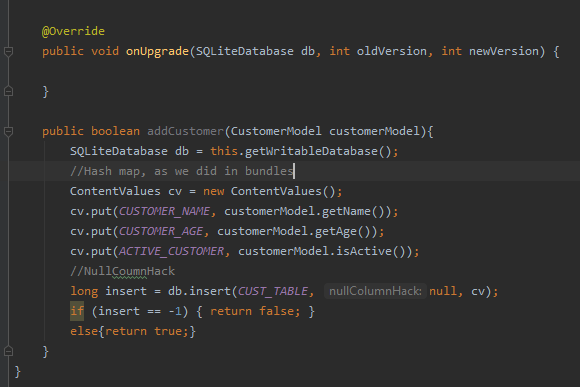 @Override
public void onUpgrade(SQLiteDatabase db, int oldVersion, int newVersion) {
}
public boolean addCustomer(CustomerModel customerModel){
SQLiteDatabase db = this.getWritableDatabase();
//Hash map, as we did in bundles
ContentValues cv = new ContentValues();
cv.put(CUSTOMER_NAME, customerModel.getName());
cv.put(CUSTOMER_AGE, customerModel.getAge());
cv.put(ACTIVE_CUSTOMER, customerModel.isActive());
//NullCoumnHack
long insert = db.insert(CUST_TABLE, nullColumnHack: null, cv);
if (insert == -1) { return false; }
else{return true;}
}
}